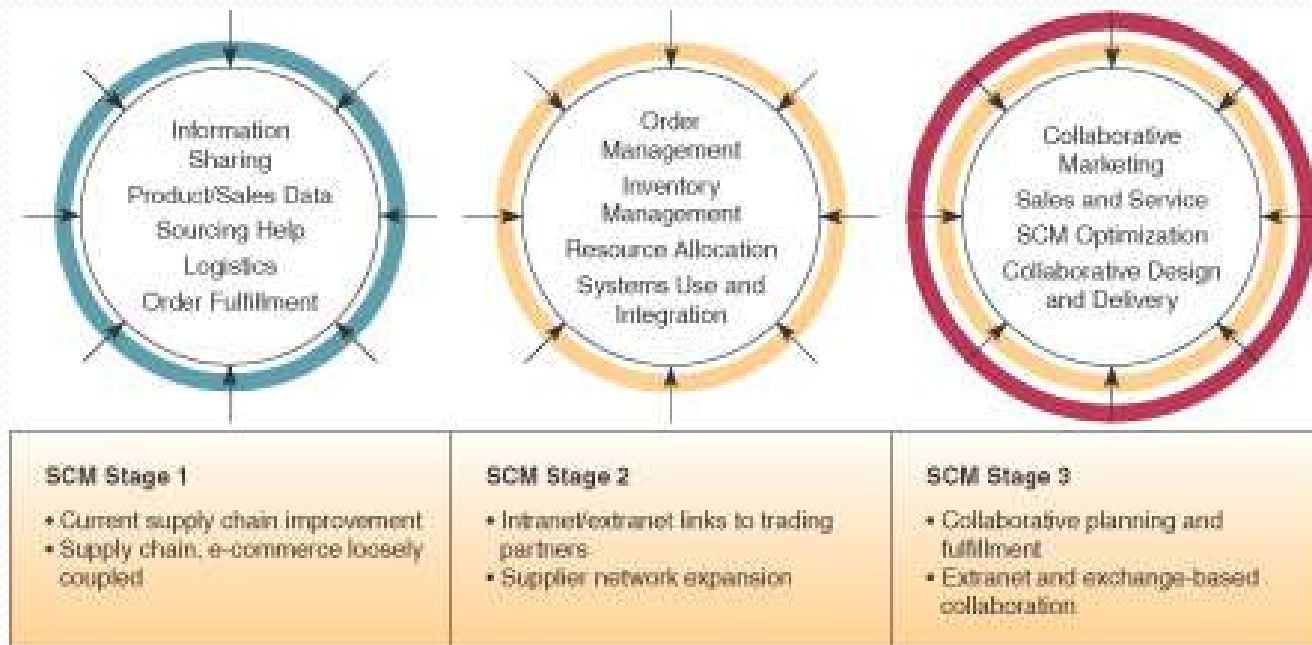 Information
Sharing
Product/Sales Data
Sourcing Help
Logistics
Order Fulfillment
Order
Management
Inventory
Management
Resource Allocation
Systems Use and
Integration
Collaborative
Marketing
Sales and Service
SCM Optimization
Collaborative Design
and Delivery
SCM Stage 1
• Current supply chain improvement
• Supply chain, e-commerce loosely
coupled
SCM Stage 2
• Intranet/extranet links to trading
partners
• Supplier network expansion
SCM Stage 3
• Collaborative planning and
fulfillment
• Extranet and exchange-based
collaboration